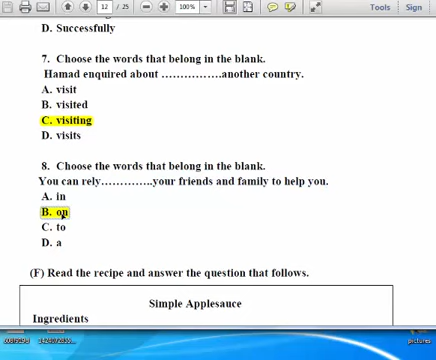 12 / 25
100%
Tools
Sign
D. Successfully
7. Choose the words that belong in the blank.
Hamad enquired about …………….another country.
A. visit
B. visited
C. visiting
D. visits
8. Choose the words that belong in the blank.
You can rely…………..your friends and family to help you.
A. in
B. on
C. to
D. a
(F) Read the recipe and answer the question that follows.
Simple Applesauce
Ingredients
pictures